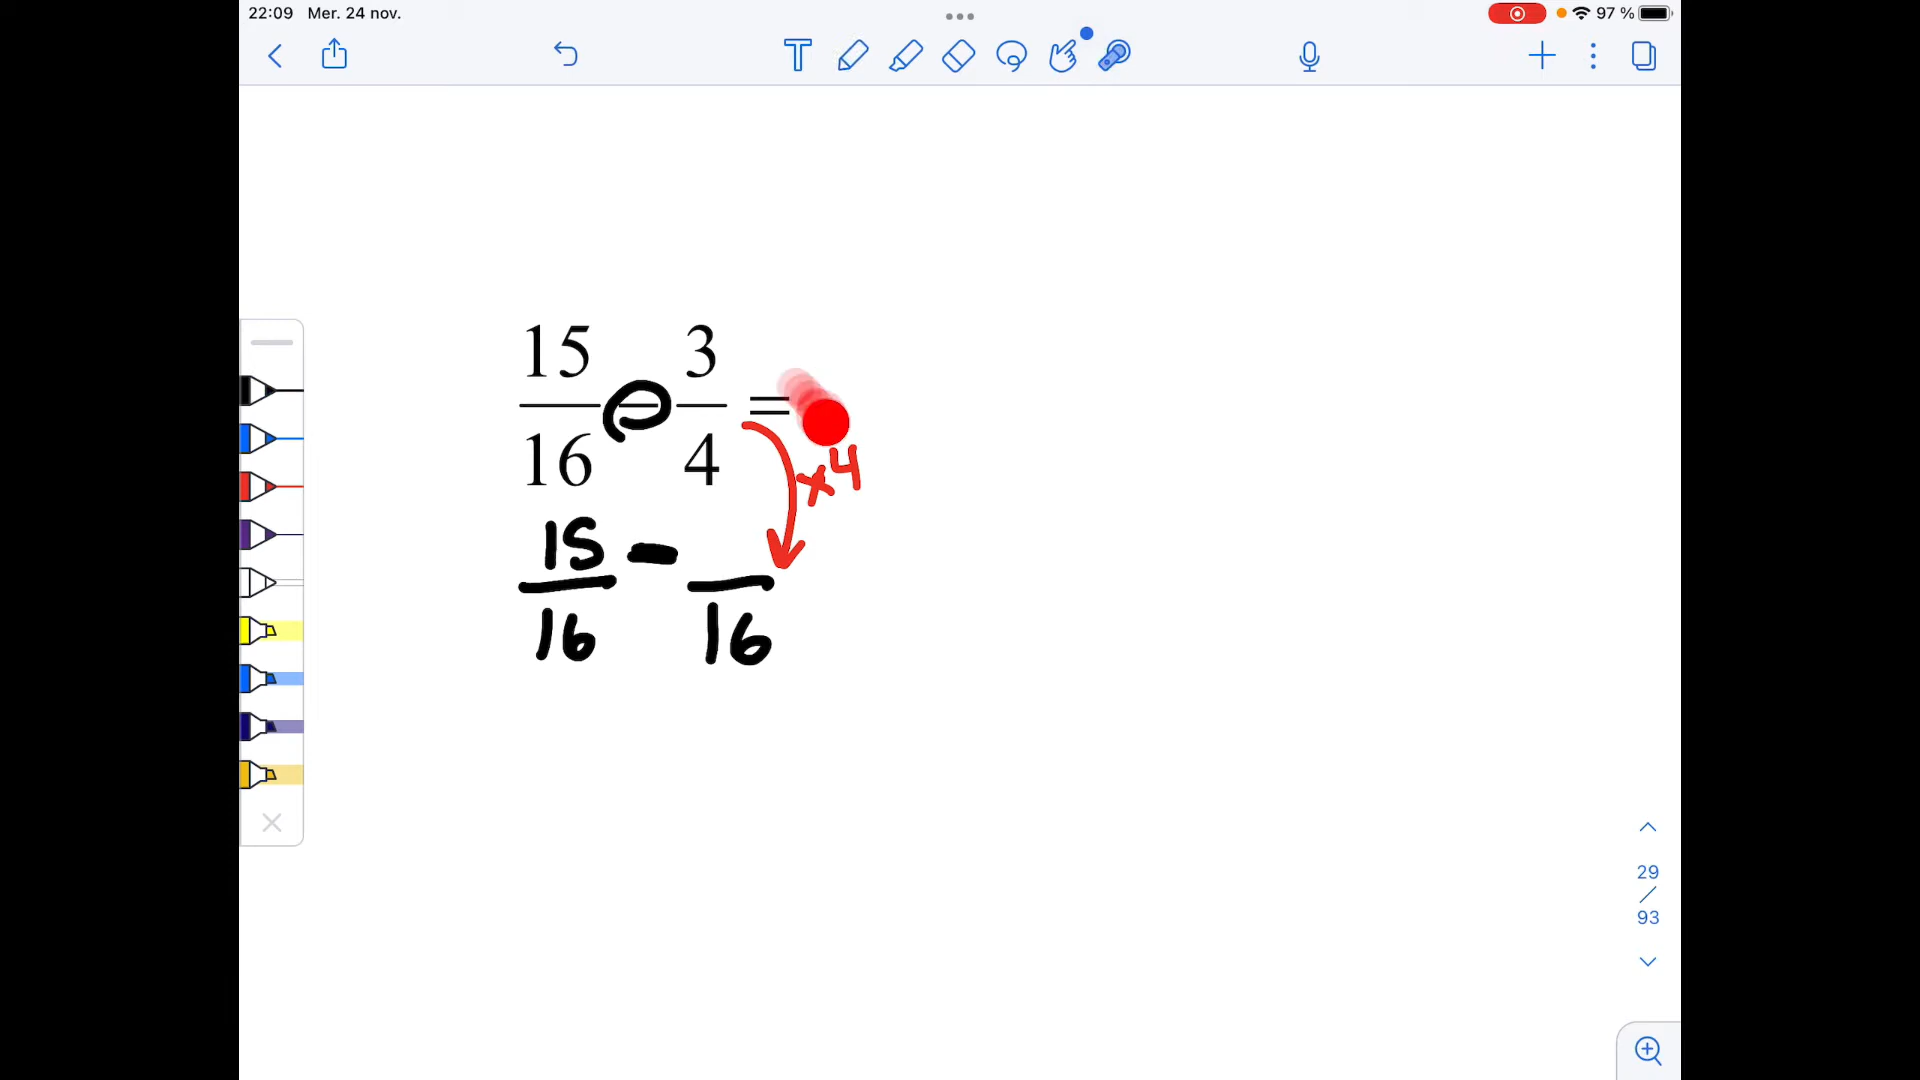 22:09 Mer. 24 nov.
97 %
T
15/16 - 3/4 =
×4
15/16 - /16
29
/
93